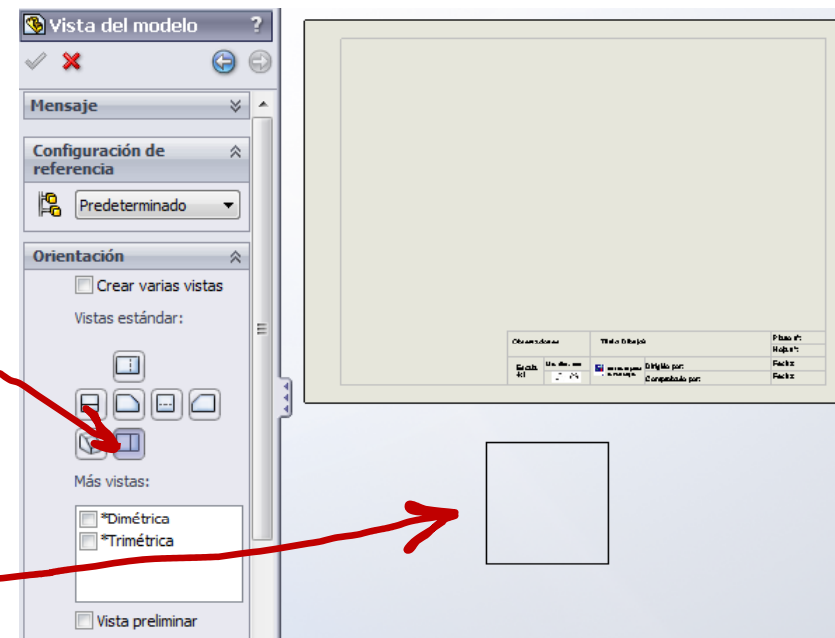 Vista del modelo ?
Mensaje
Configuración de
referencia
Predeterminado
Orientación
Crear varias vistas
Vistas estándar:
Más vistas:
*Dimétrica
*Trimétrica
Vista preliminar
Observaciones
Título Dibujo:
Plano nº:
Hoja nº:
Escala
Dirigido por:
Fecha:
Comprobado por:
Fecha: